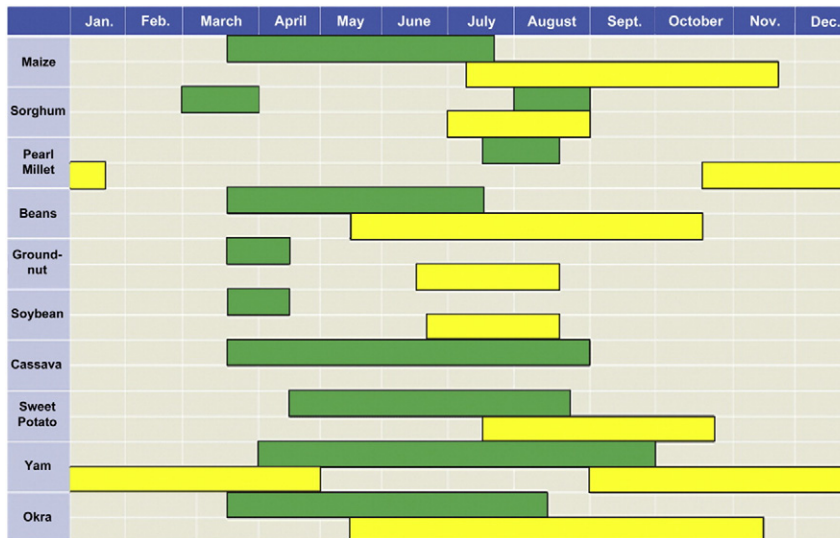 Jan. Feb. March April May June July August Sept. October Nov. Dec.
Maize
Sorghum
Pearl
Millet
Beans
Ground-
nut
Soybean
Cassava
Sweet
Potato
Yam
Okra